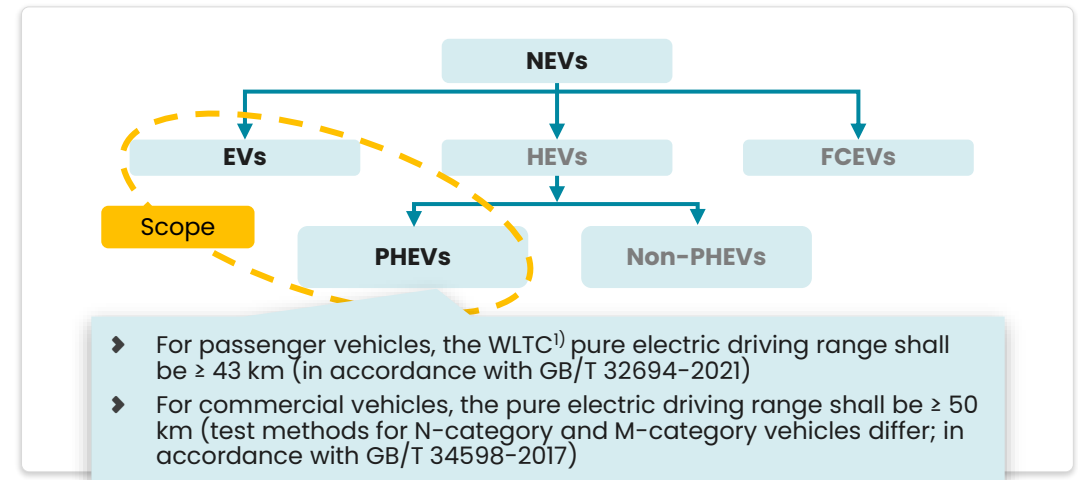 NEVs
EVs
HEVs
FCEVs
Scope
PHEVs
Non-PHEVs
❯ For passenger vehicles, the WLTC¹⁾ pure electric driving range shall
be ≥ 43 km (in accordance with GB/T 32694-2021)
❯ For commercial vehicles, the pure electric driving range shall be ≥ 50
km (test methods for N-category and M-category vehicles differ; in
accordance with GB/T 34598-2017)